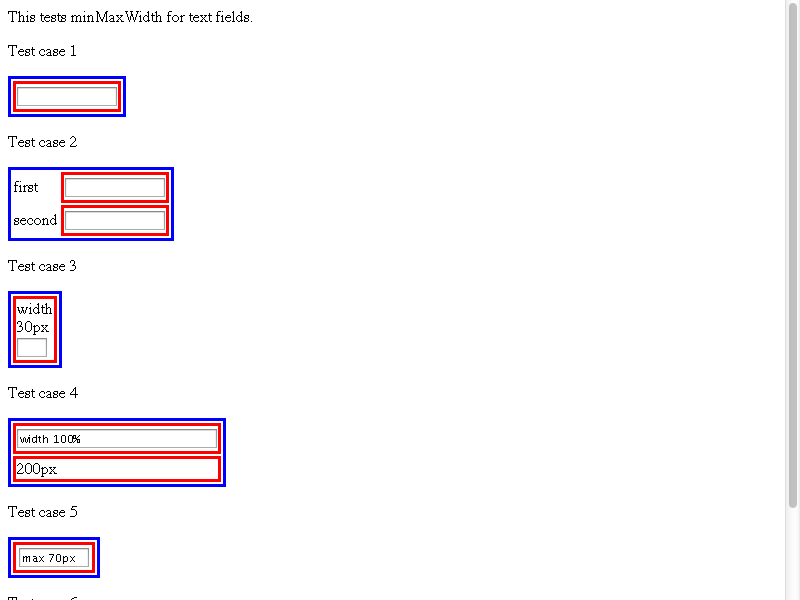 This tests minMaxWidth for text fields.
Test case 1
Test case 2
first
second
Test case 3
width
30px
Test case 4
width 100%
200px
Test case 5
max 70px